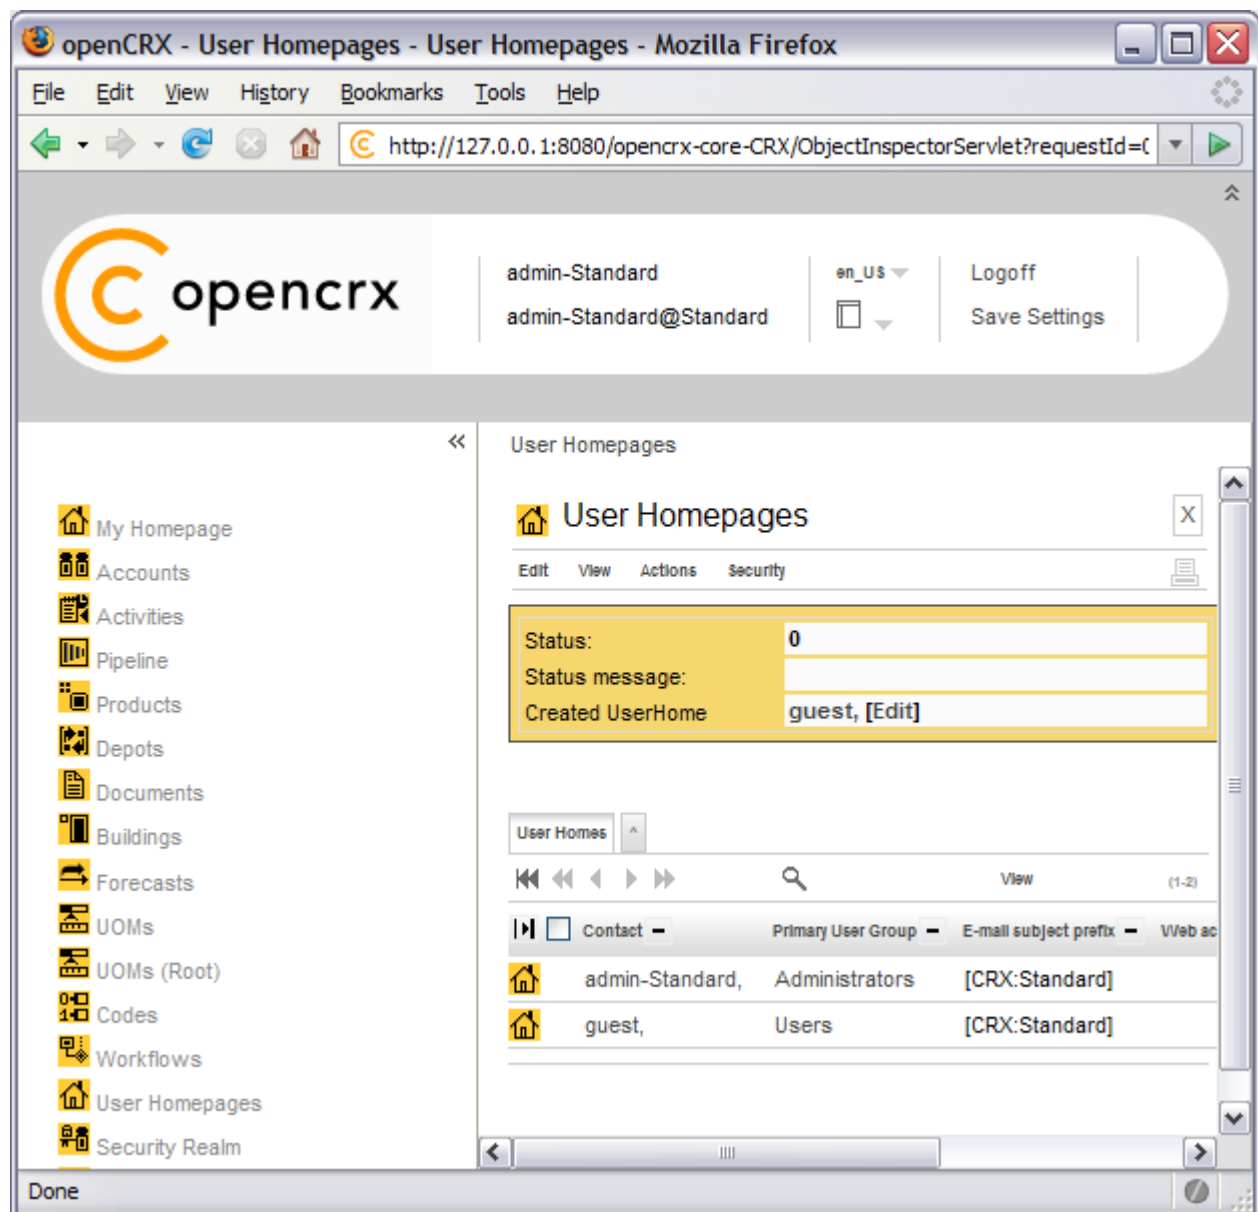 openCRX - User Homepages - User Homepages - Mozilla Firefox
File Edit View History Bookmarks Tools Help
http://127.0.0.1:8080/opencrx-core-CRX/ObjectInspectorServlet?requestId=
opencrx
admin-Standard en_US Logoff
admin-Standard@Standard Save Settings
User Homepages
My Homepage
Accounts
Activities
Pipeline
Products
Depots
Documents
Buildings
Forecasts
UOMs
UOMs (Root)
Codes
Workflows
User Homepages
Security Realm
User Homepages X
Edit View Actions Security
Status: 0
Status message:
Created UserHome guest, [Edit]
User Homes ^
View (1-2)
Contact Primary User Group E-mail subject prefix Web ac
admin-Standard, Administrators [CRX:Standard]
guest, Users [CRX:Standard]
Done